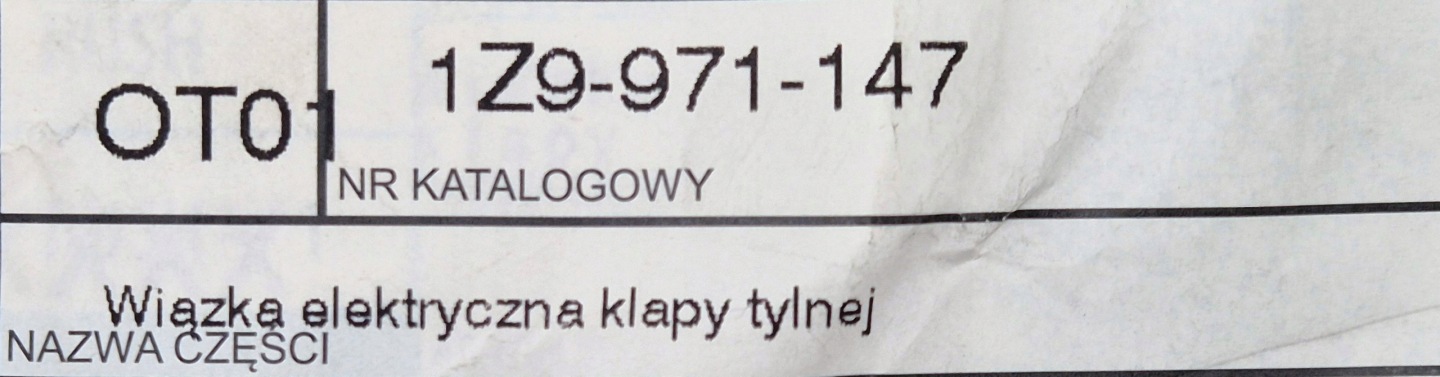 OT01
1Z9-971-147
NR KATALOGOWY
Wiązka elektryczna klapy tylnej
NAZWA CZĘŚCI